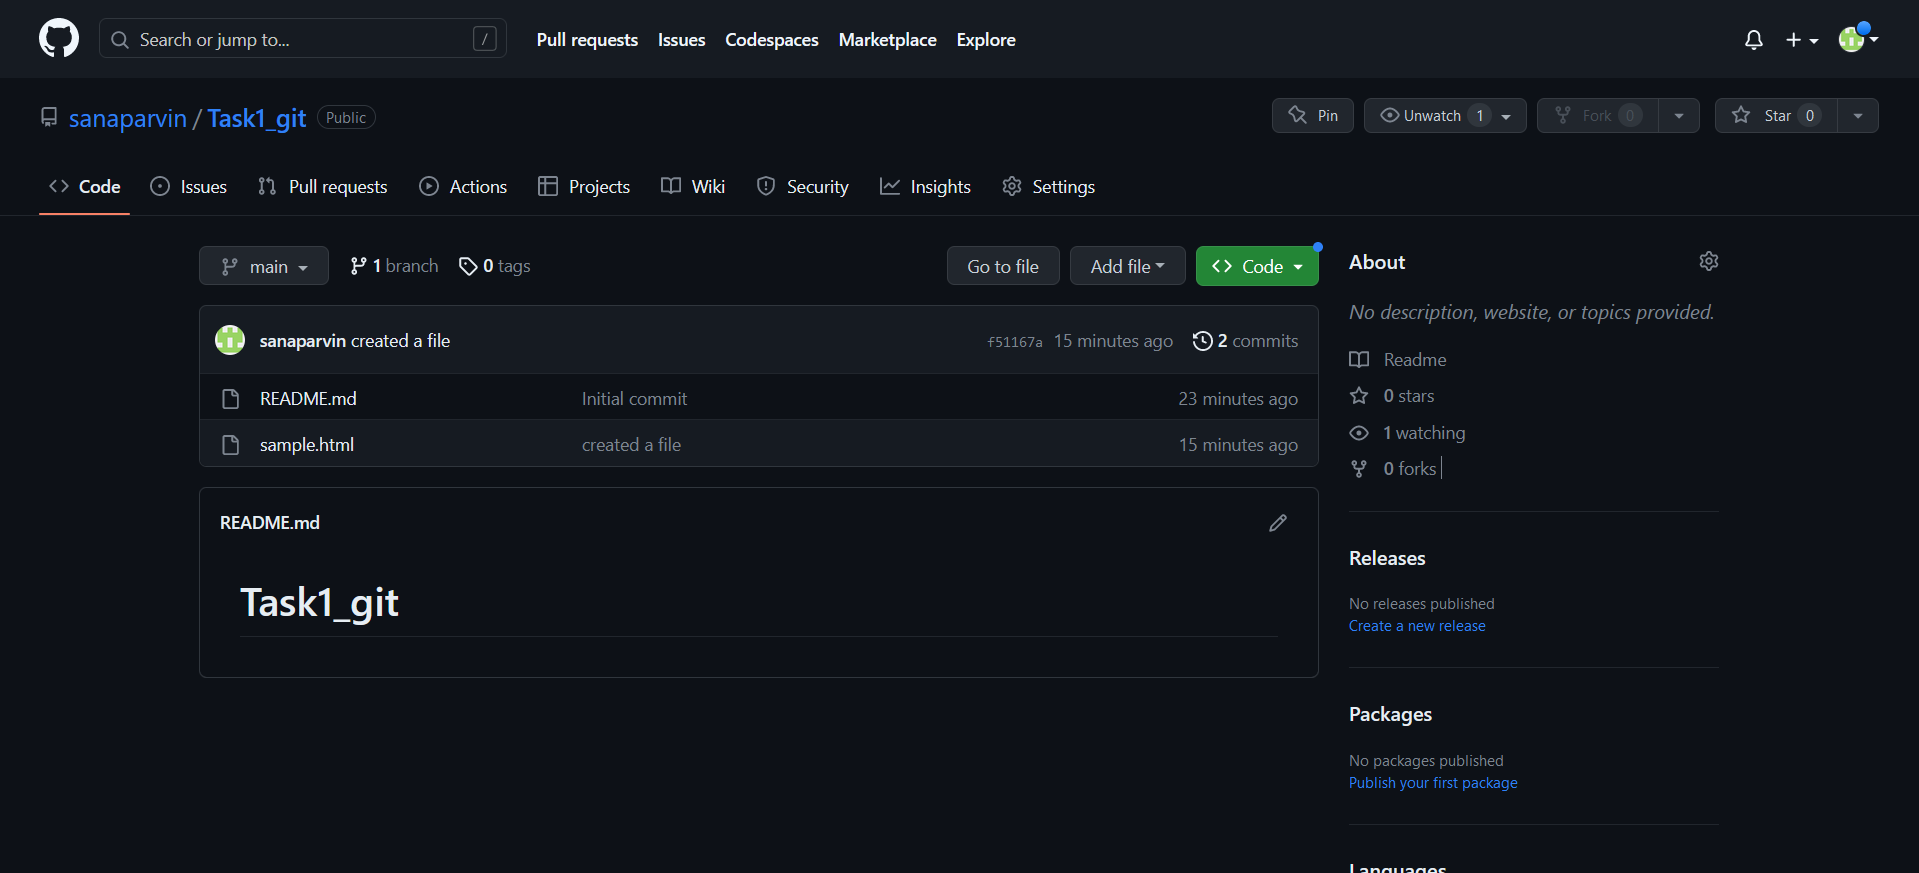 Search or jump to... /
Pull requests Issues Codespaces Marketplace Explore
sanaparvin / Task1_git Public
Pin Unwatch 1 Fork 0 Star 0
Code Issues Pull requests Actions Projects Wiki Security Insights Settings
main 1 branch 0 tags Go to file Add file Code
sanaparvin created a file f51167a 15 minutes ago 2 commits
README.md Initial commit 23 minutes ago
sample.html created a file 15 minutes ago
README.md
Task1_git
About
No description, website, or topics provided.
Readme
0 stars
1 watching
0 forks
Releases
No releases published
Create a new release
Packages
No packages published
Publish your first package
Languages